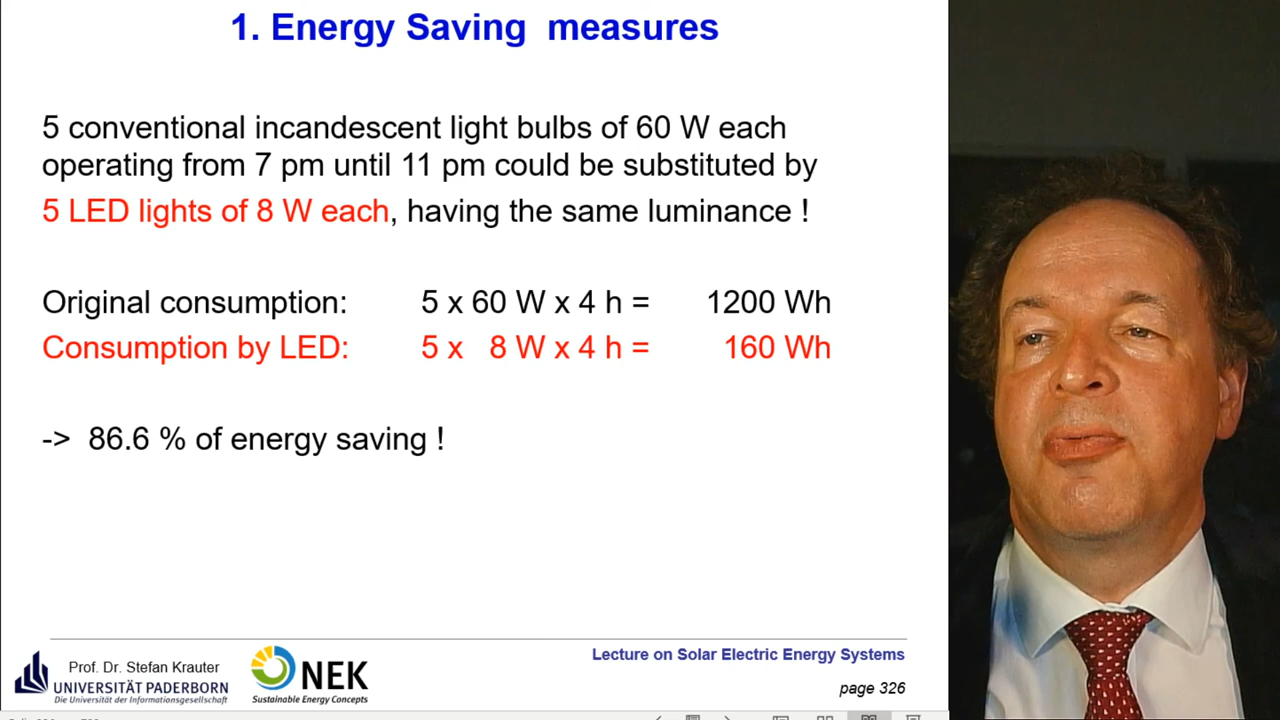 1. Energy Saving measures
5 conventional incandescent light bulbs of 60 W each
operating from 7 pm until 11 pm could be substituted by
5 LED lights of 8 W each, having the same luminance !
Original consumption: 5 x 60 W x 4 h = 1200 Wh
Consumption by LED: 5 x 8 W x 4 h = 160 Wh
-> 86.6 % of energy saving !
Prof. Dr. Stefan Krauter
UNIVERSITÄT PADERBORN
Die Universität der Informationsgesellschaft
NEK
Sustainable Energy Concepts
Lecture on Solar Electric Energy Systems
page 326